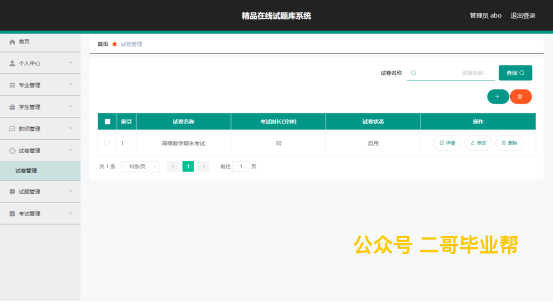 精品在线试题库系统
管理员 abo 退出登录
首页
个人中心
专业管理
学生管理
教师管理
试卷管理
试卷管理
试题管理
考试管理
首页 试卷管理
试卷名称 试卷名称 查询
索引 试卷名称 考试时长(分钟) 试卷状态 操作
1 高等数学期末考试 30 启用 详情 修改 删除
共 1 条 10条/页 1 前往 1 页
公众号 二哥毕业帮